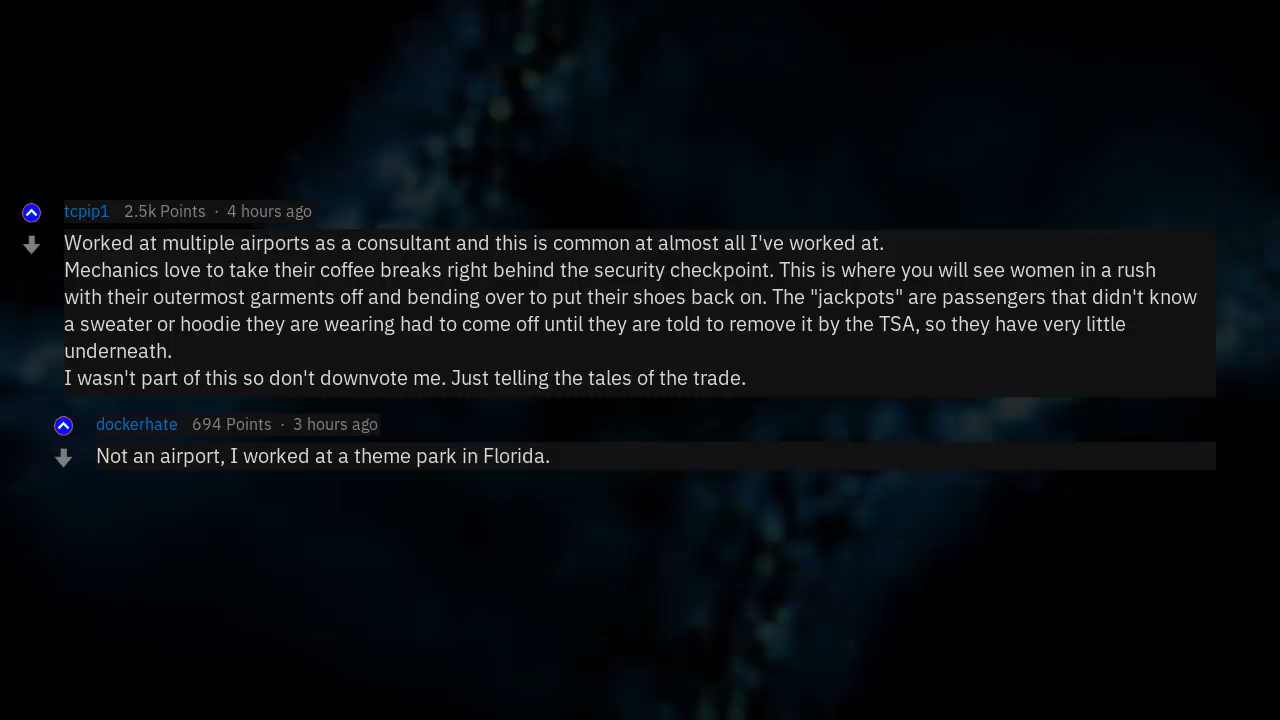 tcpip1 2.5k Points · 4 hours ago
Worked at multiple airports as a consultant and this is common at almost all I've worked at.
Mechanics love to take their coffee breaks right behind the security checkpoint. This is where you will see women in a rush
with their outermost garments off and bending over to put their shoes back on. The "jackpots" are passengers that didn't know
a sweater or hoodie they are wearing had to come off until they are told to remove it by the TSA, so they have very little
underneath.
I wasn't part of this so don't downvote me. Just telling the tales of the trade.
dockerhate 694 Points · 3 hours ago
Not an airport, I worked at a theme park in Florida.